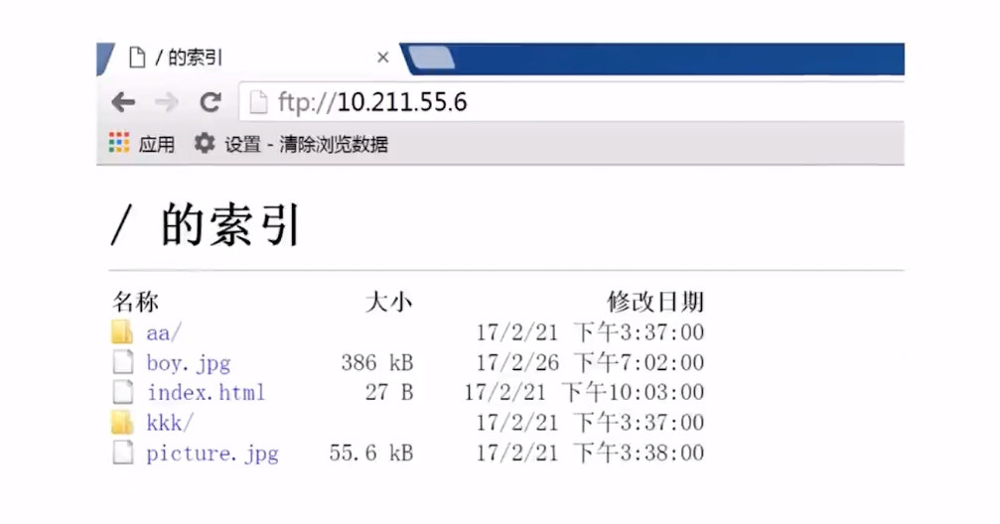 / 的索引
ftp://10.211.55.6
应用 设置 - 清除浏览数据
/ 的索引
名称 大小 修改日期
aa/ 17/2/21 下午3:37:00
boy.jpg 386 kB 17/2/26 下午7:02:00
index.html 27 B 17/2/21 下午10:03:00
kkk/ 17/2/21 下午3:37:00
picture.jpg 55.6 kB 17/2/21 下午3:38:00